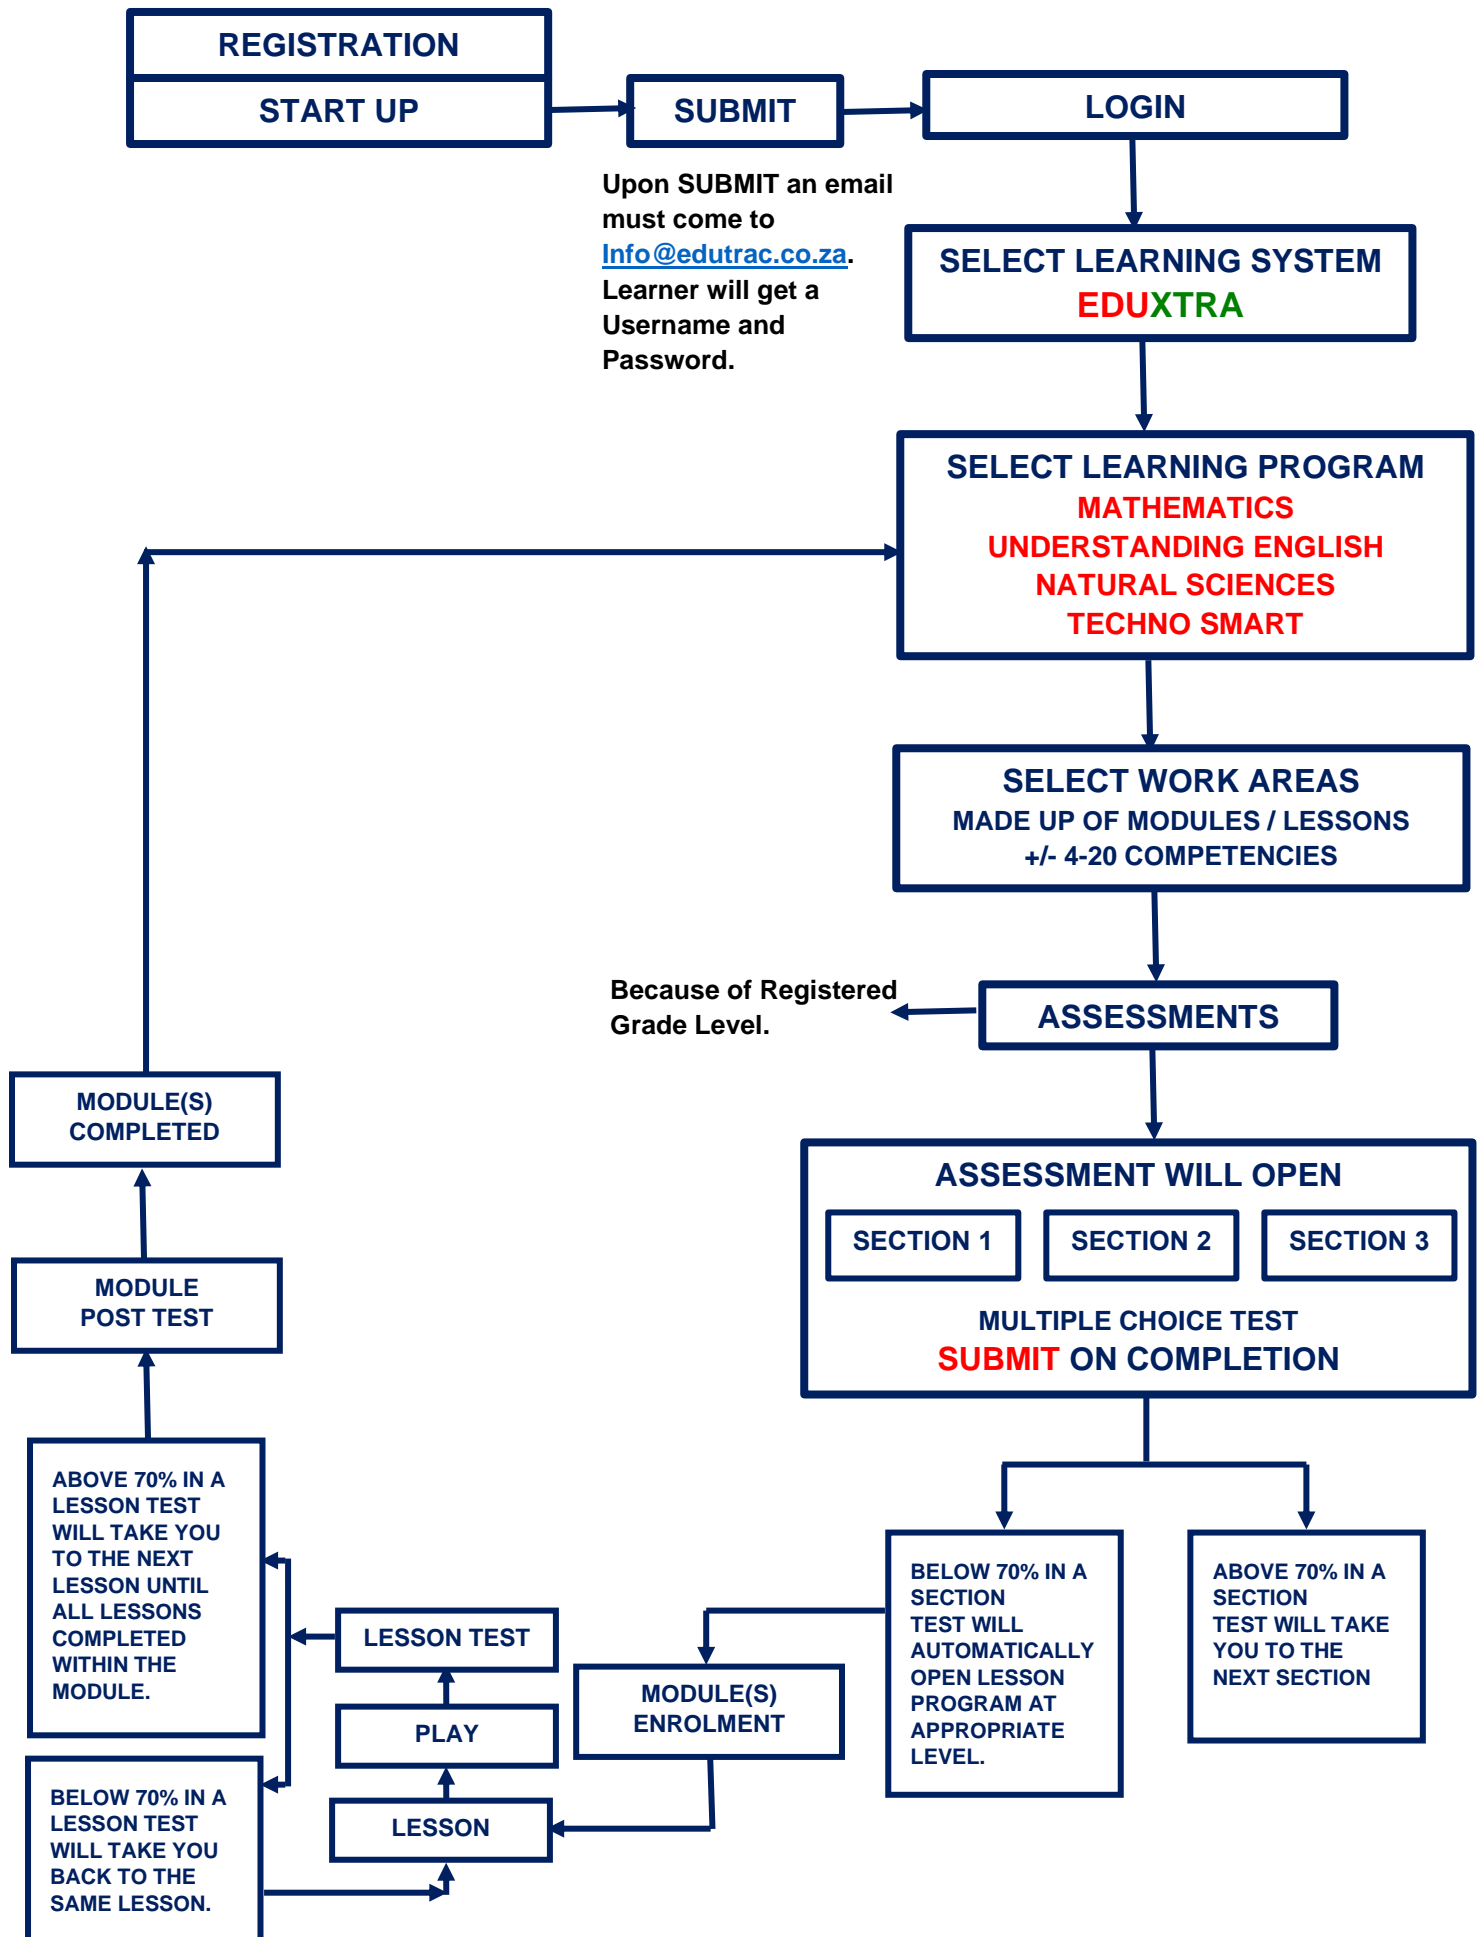 REGISTRATION
START UP
SUBMIT
LOGIN
Upon SUBMIT an email
must come to
Info@edutrac.co.za.
Learner will get a
Username and
Password.
SELECT LEARNING SYSTEM
EDUXTRA
SELECT LEARNING PROGRAM
MATHEMATICS
UNDERSTANDING ENGLISH
NATURAL SCIENCES
TECHNO SMART
SELECT WORK AREAS
MADE UP OF MODULES / LESSONS
+/- 4-20 COMPETENCIES
Because of Registered
Grade Level.
ASSESSMENTS
ASSESSMENT WILL OPEN
SECTION 1
SECTION 2
SECTION 3
MULTIPLE CHOICE TEST
SUBMIT ON COMPLETION
BELOW 70% IN A
SECTION
TEST WILL
AUTOMATICALLY
OPEN LESSON
PROGRAM AT
APPROPRIATE
LEVEL.
ABOVE 70% IN A
SECTION
TEST WILL TAKE
YOU TO THE
NEXT SECTION
MODULE(S)
ENROLMENT
LESSON TEST
PLAY
LESSON
MODULE(S)
COMPLETED
MODULE
POST TEST
ABOVE 70% IN A
LESSON TEST
WILL TAKE YOU
TO THE NEXT
LESSON UNTIL
ALL LESSONS
COMPLETED
WITHIN THE
MODULE.
BELOW 70% IN A
LESSON TEST
WILL TAKE YOU
BACK TO THE
SAME LESSON.